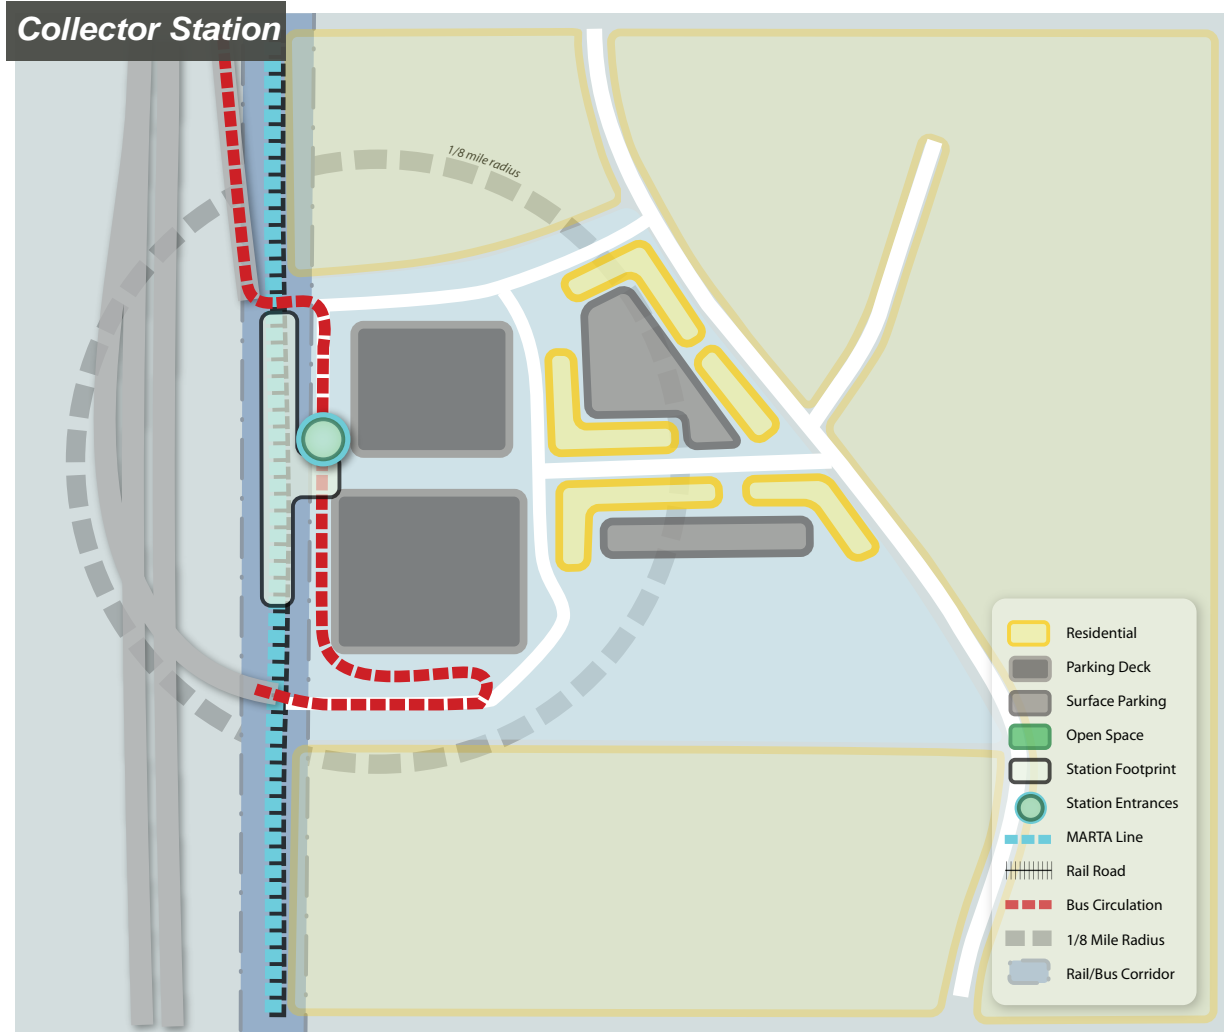 Collector Station
1/8 mile radius
Residential
Parking Deck
Surface Parking
Open Space
Station Footprint
Station Entrances
MARTA Line
Rail Road
Bus Circulation
1/8 Mile Radius
Rail/Bus Corridor